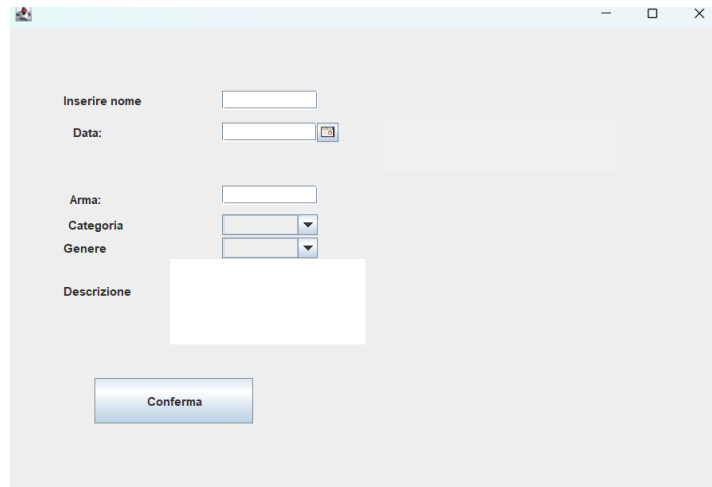 Inserire nome
Data:
Arma:
Categoria
Genere
Descrizione
Conferma